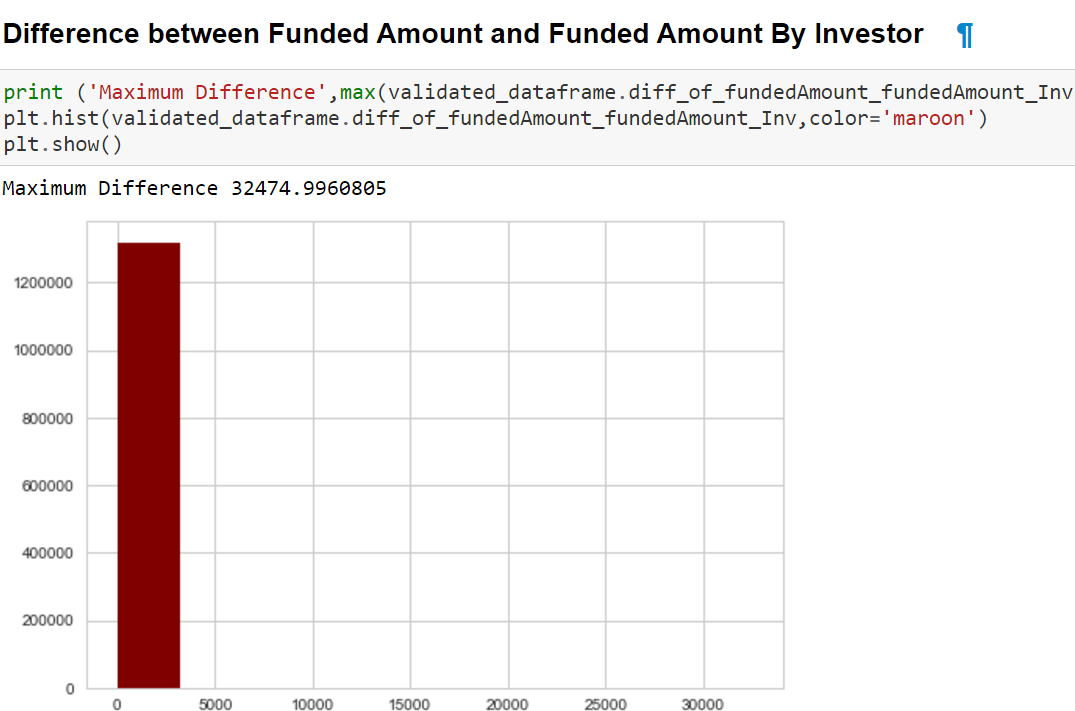 Difference between Funded Amount and Funded Amount By Investor ¶
print ('Maximum Difference',max(validated_dataframe.diff_of_fundedAmount_fundedAmount_Inv
plt.hist(validated_dataframe.diff_of_fundedAmount_fundedAmount_Inv,color='maroon')
plt.show()
Maximum Difference 32474.9960805
1200000
1000000
800000
600000
400000
200000
0
0 5000 10000 15000 20000 25000 30000